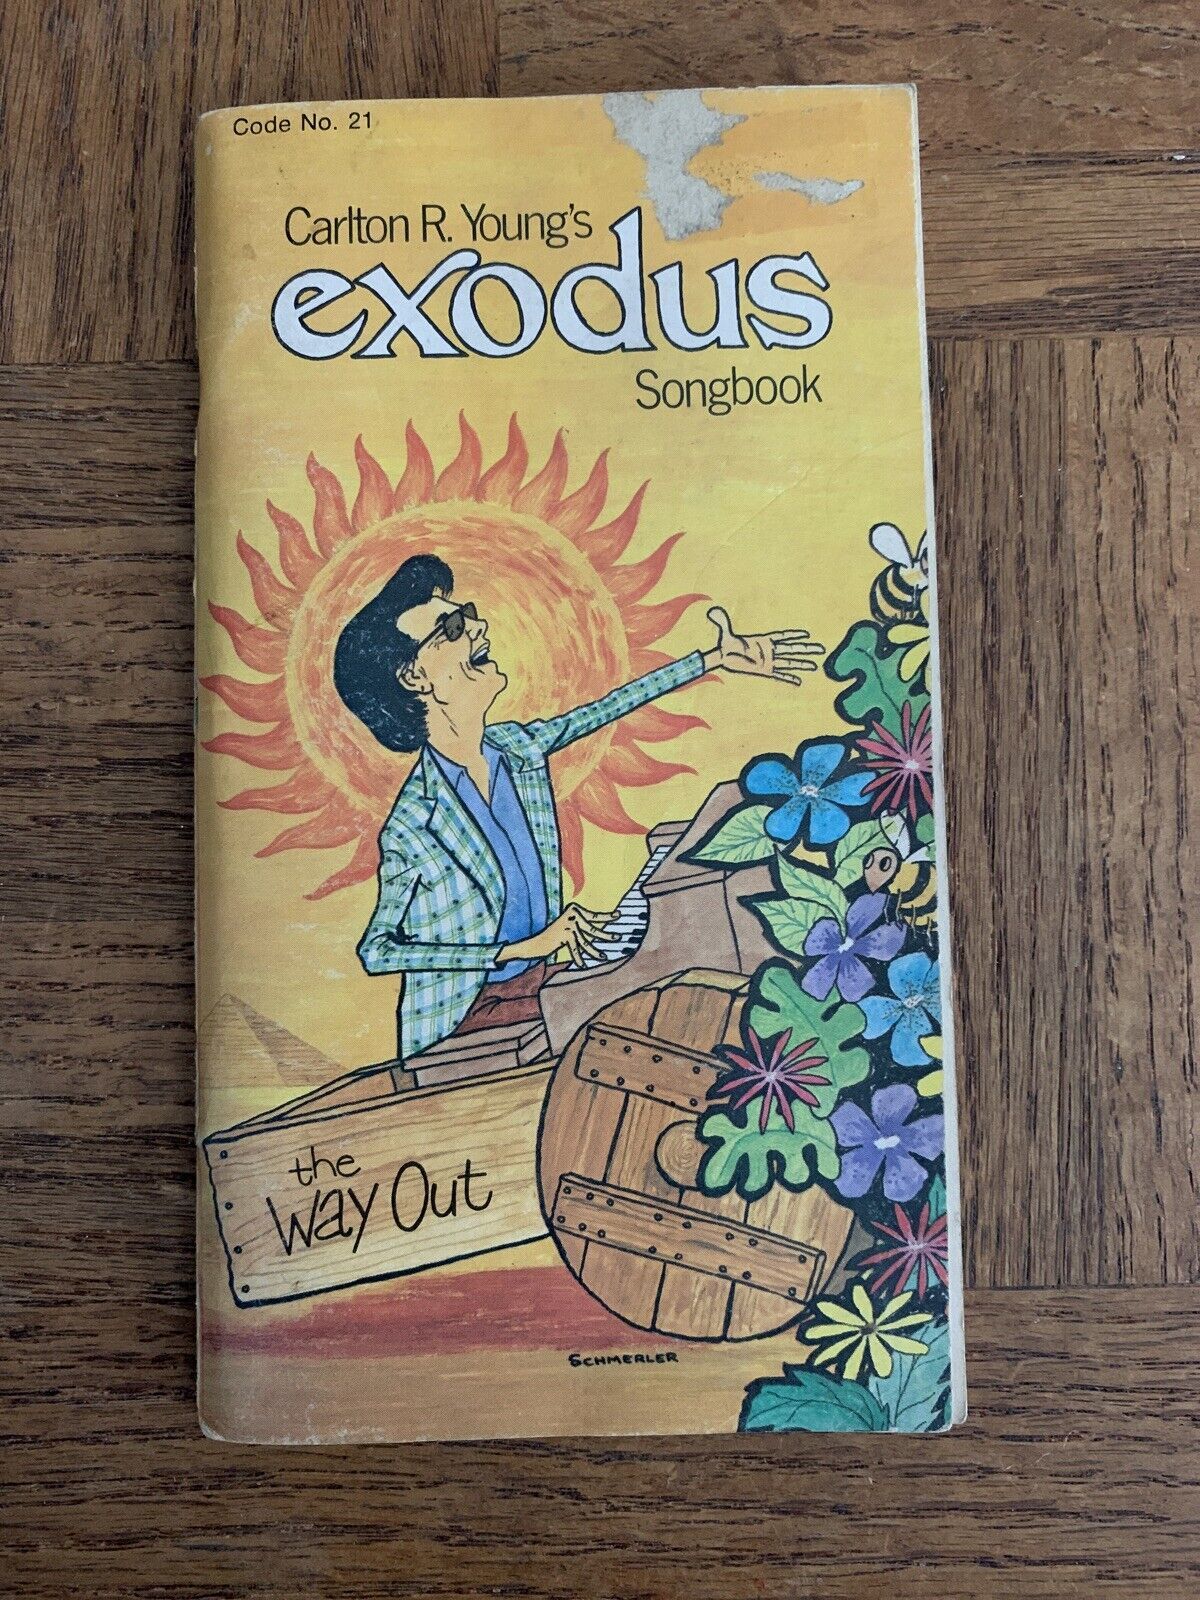 Code No. 21
Carlton R. Young's
exodus
Songbook
the
Way Out
SCHMERLER